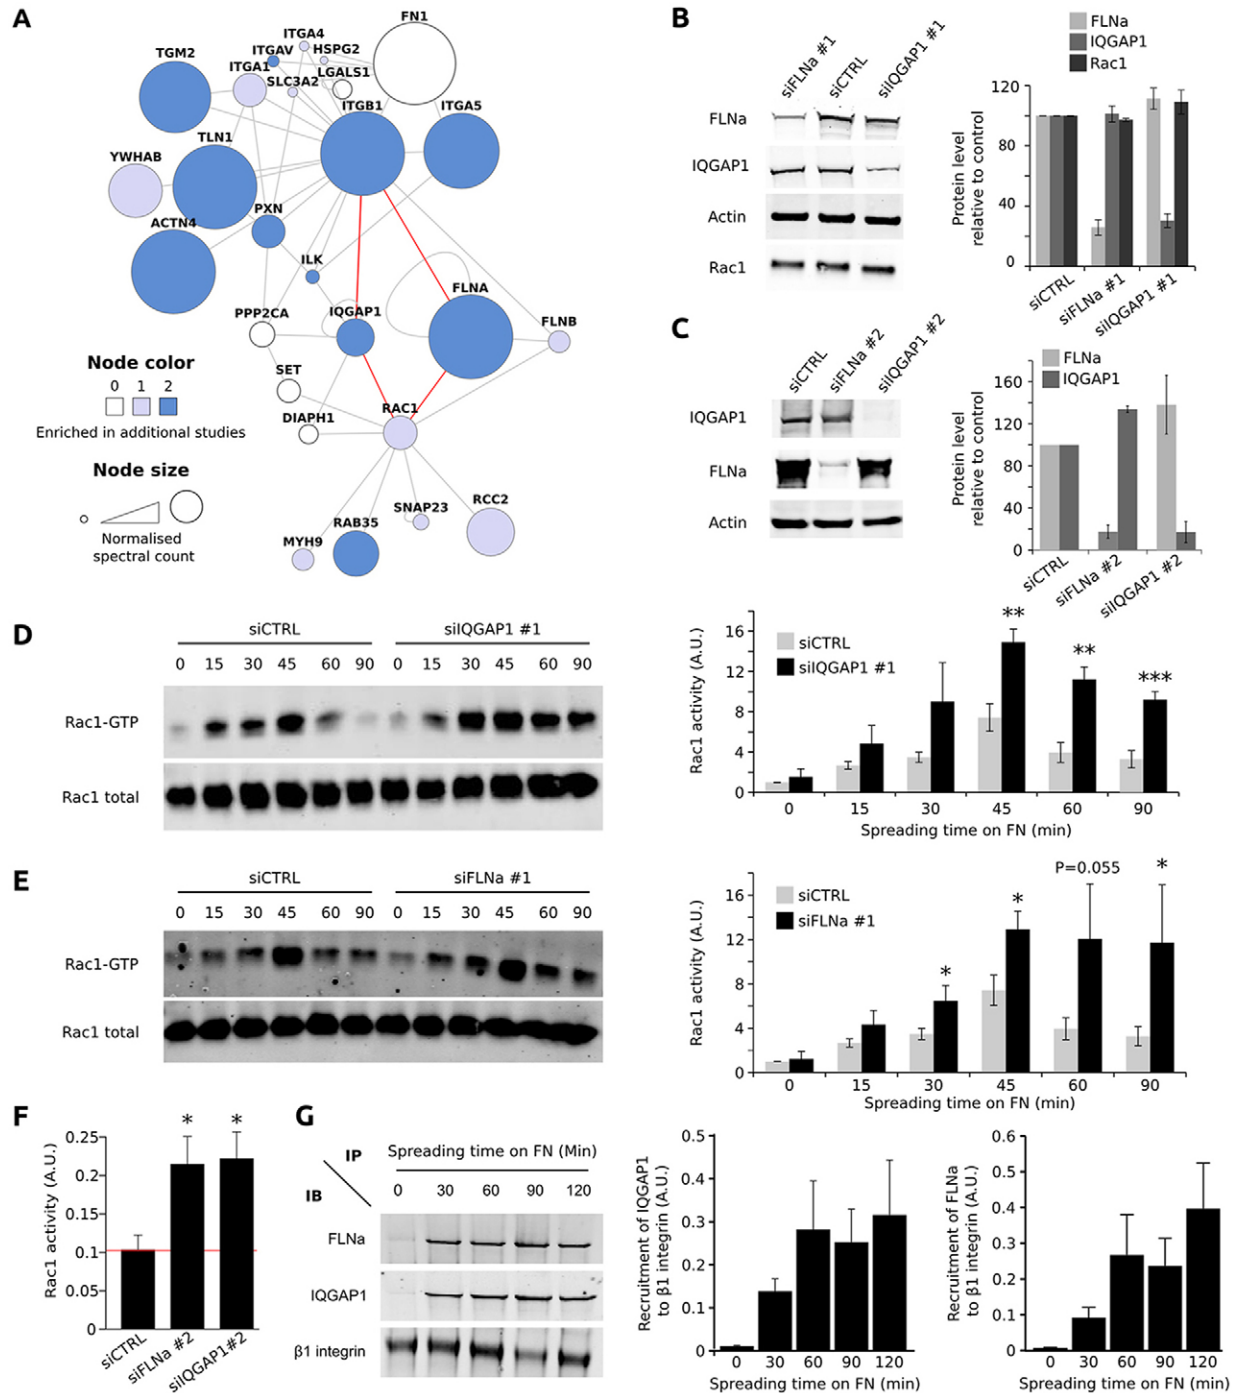 A
FN1
ITGA4
ITGAV
HSPG2
TGM2
ITGA1
LGALS1
SLC3A2
ITGB1
ITGA5
TLN1
YWHAB
PXN
ACTN4
ILK
FLNA
PPP2CA
IQGAP1
FLNB
Node color
SET
0 1 2
RAC1
DIAPH1
Enriched in additional studies
Node size
SNAP23
RCC2
RAB35
Normalised
spectral count
MYH9
B
siFLNa #1
siCTRL
siIQGAP1 #1
FLNa
IQGAP1
Actin
Rac1
FLNa
IQGAP1
Rac1
Protein level
relative to control
120
80
40
0
siCTRL
siFLNa #1
siIQGAP1 #1
C
siCTRL
siFLNa #2
siIQGAP1 #2
IQGAP1
FLNa
Actin
FLNa
IQGAP1
Protein level
relative to control
160
120
80
40
0
siCTRL
siFLNa #2
siIQGAP1 #2
D
siCTRL siIQGAP1 #1
0 15 30 45 60 90 0 15 30 45 60 90
Rac1-GTP
Rac1 total
siCTRL
siIQGAP1 #1
Rac1 activity (A.U.)
16
12
8
4
0
** ** ***
0 15 30 45 60 90
Spreading time on FN (min)
E
siCTRL siFLNa #1
0 15 30 45 60 90 0 15 30 45 60 90
Rac1-GTP
Rac1 total
siCTRL
siFLNa #1
Rac1 activity (A.U.)
16
12
8
4
0
* * P=0.055 *
0 15 30 45 60 90
Spreading time on FN (min)
F
Rac1 activity (A.U.)
0.25
0.2
0.15
0.1
0.05
0
* *
siCTRL
siFLNa #2
siIQGAP1#2
G
IP
IB
Spreading time on FN (Min)
0 30 60 90 120
FLNa
IQGAP1
β1 integrin
Recruitment of IQGAP1
to β1 integrin (A.U.)
0.5
0.4
0.3
0.2
0.1
0
0 30 60 90 120
Spreading time on FN (min)
Recruitment of FLNa
to β1 integrin (A.U.)
0.6
0.5
0.4
0.3
0.2
0.1
0
0 30 60 90 120
Spreading time on FN (min)